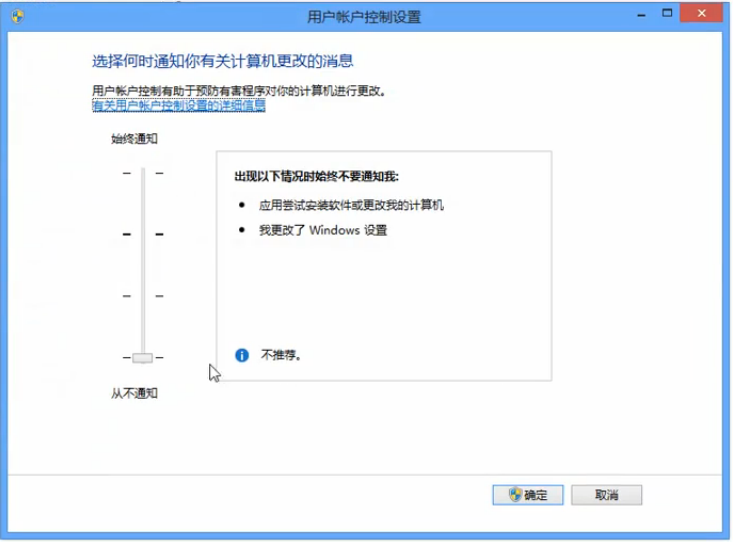 用户帐户控制设置
选择何时通知你有关计算机更改的消息
用户帐户控制有助于预防有害程序对你的计算机进行更改。
有关用户帐户控制设置的详细信息
始终通知
出现以下情况时始终不要通知我:
● 应用尝试安装软件或更改我的计算机
● 我更改了 Windows 设置
不推荐。
从不通知
确定
取消